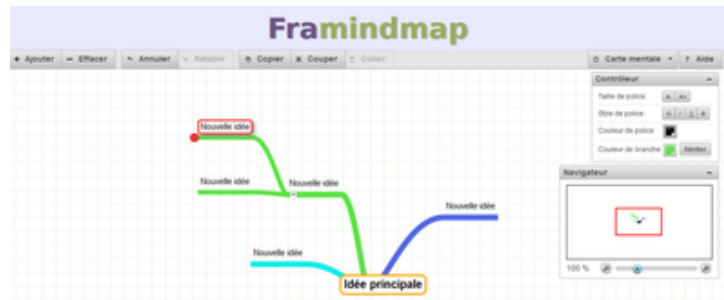 Framindmap
+ Ajouter − Effacer Annuler Rétablir Copier Couper Coller Carte mentale ? Aide
Contrôleur
Taille de police:
Style de police:
Couleur de police:
Couleur de branche Hériter
Navigateur
100 %
Nouvelle idée
Nouvelle idée
Nouvelle idée
Nouvelle idée
Nouvelle idée
Idée principale